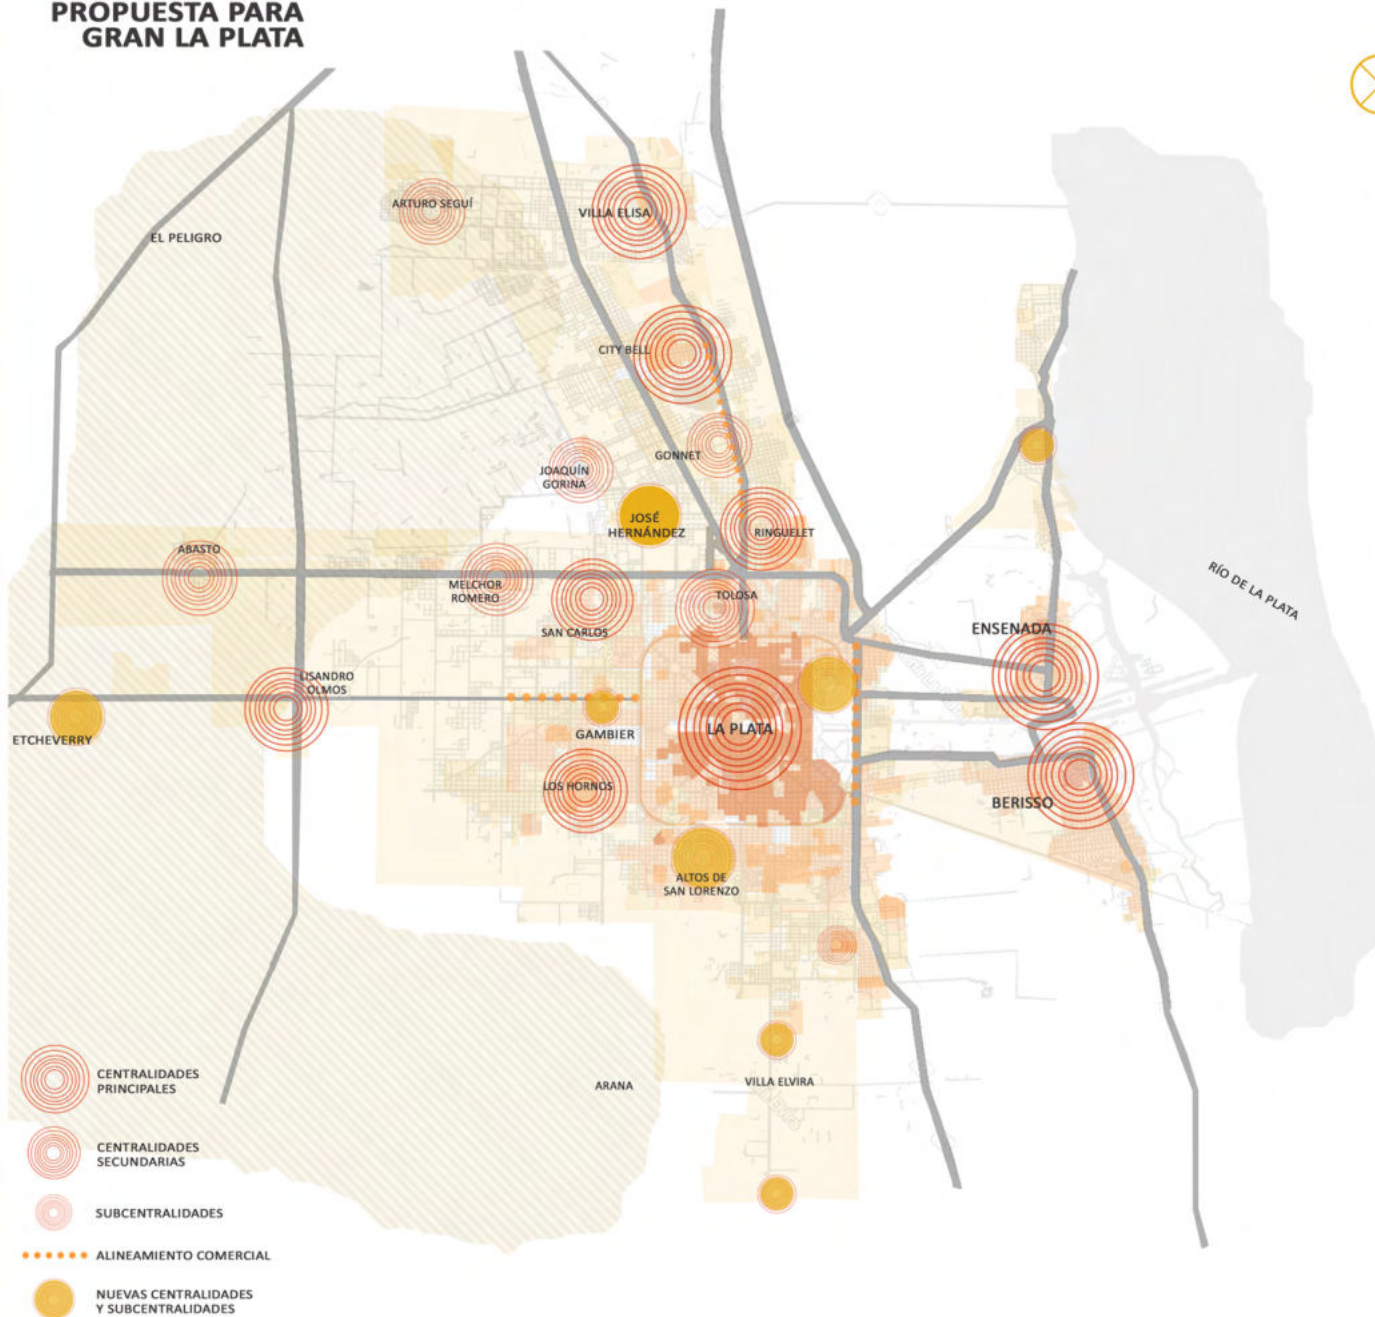 PROPUESTA PARA
GRAN LA PLATA
ARTURO SEGUÍ
VILLA ELISA
EL PELIGRO
CITY BELL
GONNET
JOAQUÍN
GORINA
JOSÉ
HERNÁNDEZ
RINGUELET
ABASTO
MELCHOR
ROMERO
TOLOSA
SAN CARLOS
RÍO DE LA PLATA
ENSENADA
LISANDRO
OLMOS
ETCHEVERRY
GAMBIER
LA PLATA
LOS HORNOS
BERISSO
ALTOS DE
SAN LORENZO
ARANA
VILLA ELVIRA
CENTRALIDADES
PRINCIPALES
CENTRALIDADES
SECUNDARIAS
SUBCENTRALIDADES
ALINEAMIENTO COMERCIAL
NUEVAS CENTRALIDADES
Y SUBCENTRALIDADES